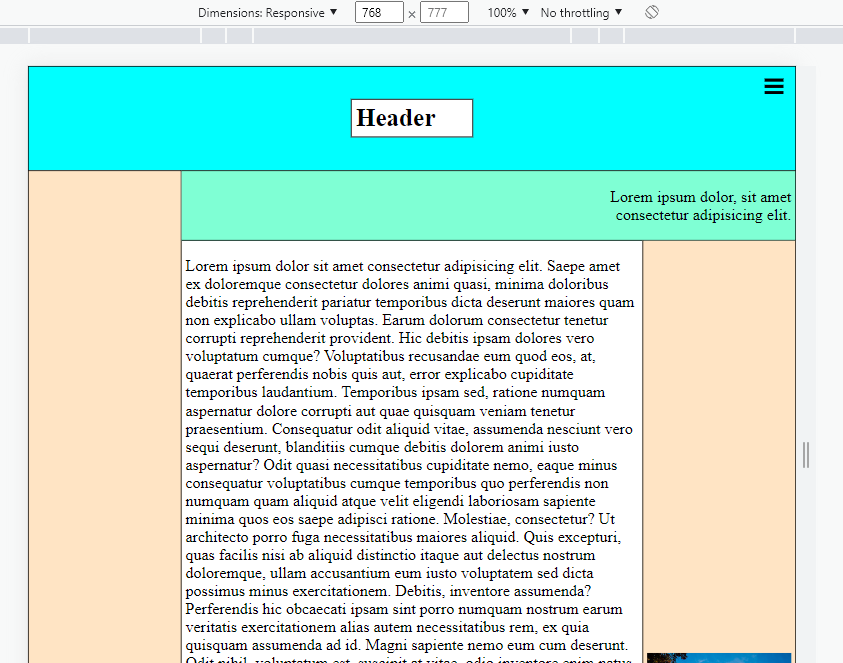 Dimensions: Responsive ▼ 768 × 777 100% ▼ No throttling ▼
Header
Lorem ipsum dolor, sit amet
consectetur adipisicing elit.
Lorem ipsum dolor sit amet consectetur adipisicing elit. Saepe amet
ex doloremque consectetur dolores animi quasi, minima doloribus
debitis reprehenderit pariatur temporibus dicta deserunt maiores quam
non explicabo ullam voluptas. Earum dolorum consectetur tenetur
corrupti reprehenderit provident. Hic debitis ipsam dolores vero
voluptatum cumque? Voluptatibus recusandae eum quod eos, at,
quaerat perferendis nobis quis aut, error explicabo cupiditate
temporibus laudantium. Temporibus ipsam sed, ratione numquam
aspernatur dolore corrupti aut quae quisquam veniam tenetur
praesentium. Consequatur odit aliquid vitae, assumenda nesciunt vero
sequi deserunt, blanditiis cumque debitis dolorem animi iusto
aspernatur? Odit quasi necessitatibus cupiditate nemo, eaque minus
consequatur voluptatibus cumque temporibus quo perferendis non
numquam quam aliquid atque velit eligendi laboriosam sapiente
minima quos eos saepe adipisci ratione. Molestiae, consectetur? Ut
architecto porro fuga necessitatibus maiores aliquid. Quis excepturi,
quas facilis nisi ab aliquid distinctio itaque aut delectus nostrum
doloremque, ullam accusantium eum iusto voluptatem sed dicta
possimus minus exercitationem. Debitis, inventore assumenda?
Perferendis hic obcaecati ipsam sint porro numquam nostrum earum
veritatis exercitationem alias autem necessitatibus rem, ex quia
quisquam assumenda ad id. Magni sapiente nemo eum cum deserunt.